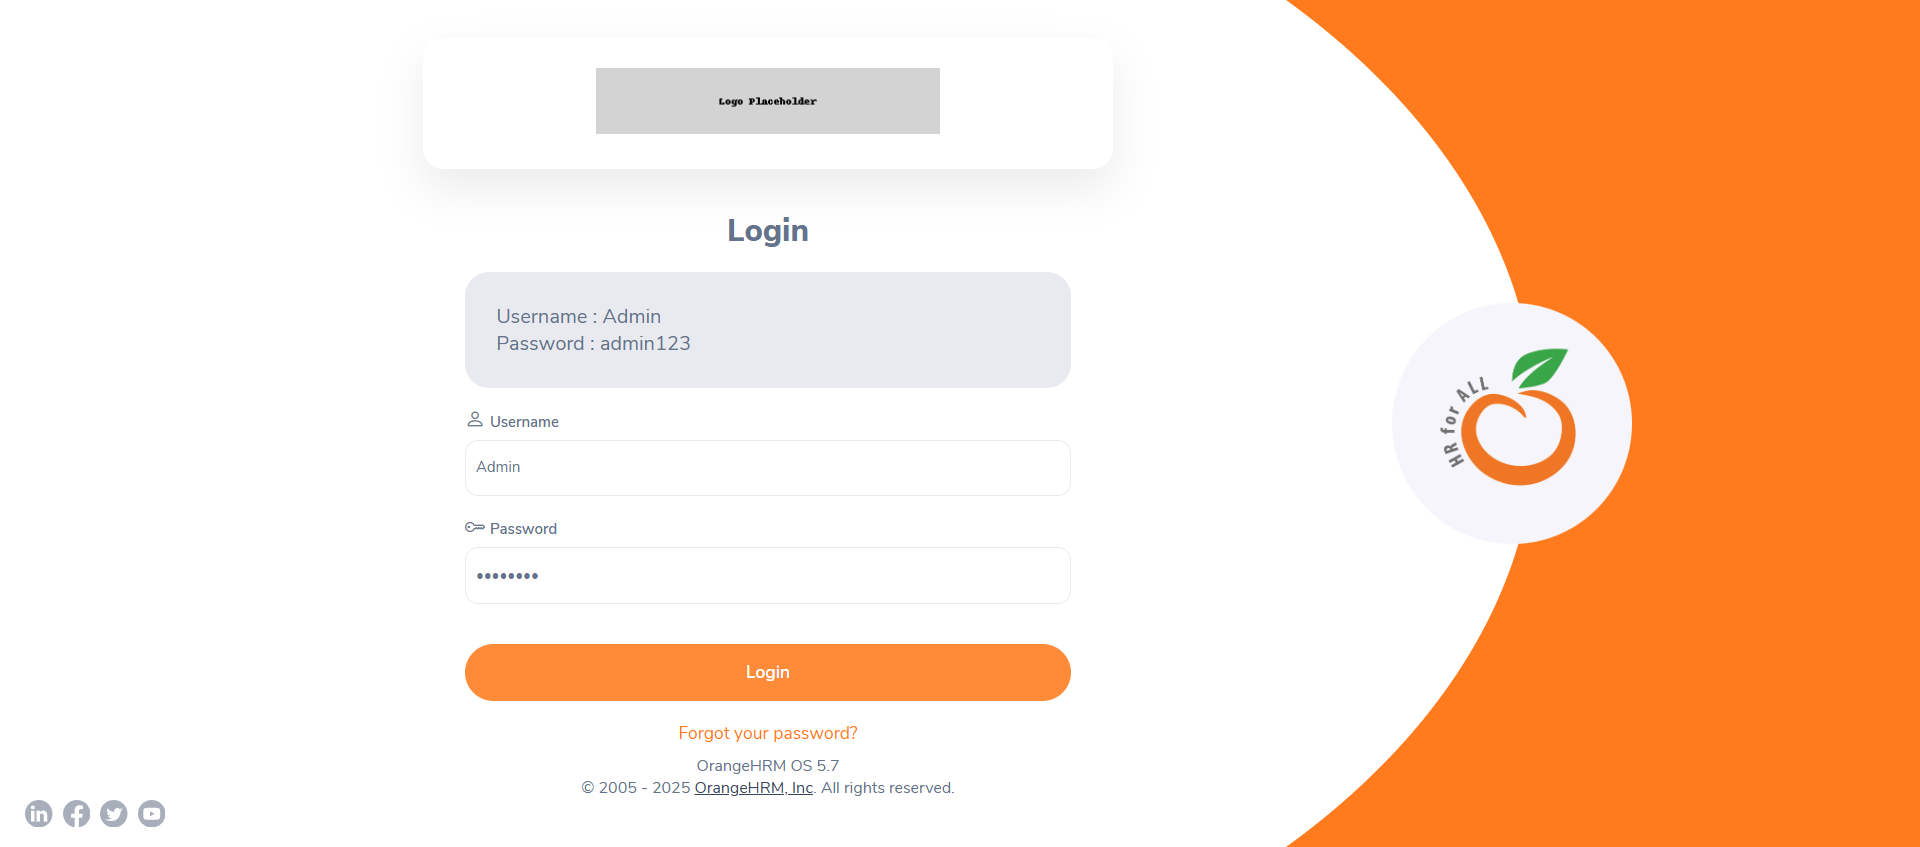 Logo Placeholder
Login
Username : Admin
Password : admin123
Username
Admin
Password
••••••••
Login
Forgot your password?
OrangeHRM OS 5.7
© 2005 - 2025 OrangeHRM, Inc. All rights reserved.
HR for ALL